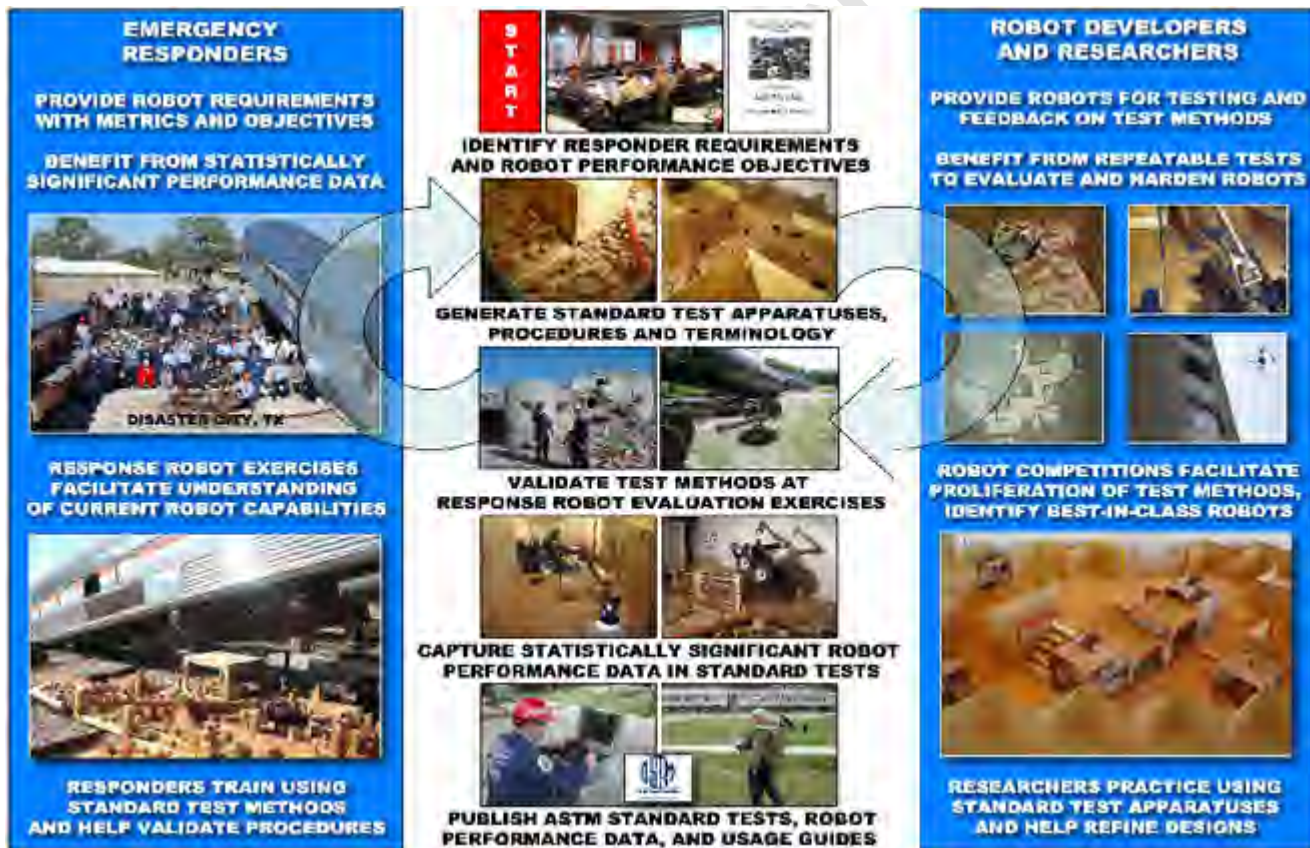 EMERGENCY
RESPONDERS
PROVIDE ROBOT REQUIREMENTS
WITH METRICS AND OBJECTIVES
BENEFIT FROM STATISTICALLY
SIGNIFICANT PERFORMANCE DATA
DISASTER CITY, TX
RESPONSE ROBOT EXERCISES
FACILITATE UNDERSTANDING
OF CURRENT ROBOT CAPABILITIES
RESPONDERS TRAIN USING
STANDARD TEST METHODS
AND HELP VALIDATE PROCEDURES
START
IDENTIFY RESPONDER REQUIREMENTS
AND ROBOT PERFORMANCE OBJECTIVES
GENERATE STANDARD TEST APPARATUSES,
PROCEDURES AND TERMINOLOGY
VALIDATE TEST METHODS AT
RESPONSE ROBOT EVALUATION EXERCISES
CAPTURE STATISTICALLY SIGNIFICANT ROBOT
PERFORMANCE DATA IN STANDARD TESTS
PUBLISH ASTM STANDARD TESTS, ROBOT
PERFORMANCE DATA, AND USAGE GUIDES
ROBOT DEVELOPERS
AND RESEARCHERS
PROVIDE ROBOTS FOR TESTING AND
FEEDBACK ON TEST METHODS
BENEFIT FROM REPEATABLE TESTS
TO EVALUATE AND HARDEN ROBOTS
ROBOT COMPETITIONS FACILITATE
PROLIFERATION OF TEST METHODS,
IDENTIFY BEST-IN-CLASS ROBOTS
RESEARCHERS PRACTICE USING
STANDARD TEST APPARATUSES
AND HELP REFINE DESIGNS